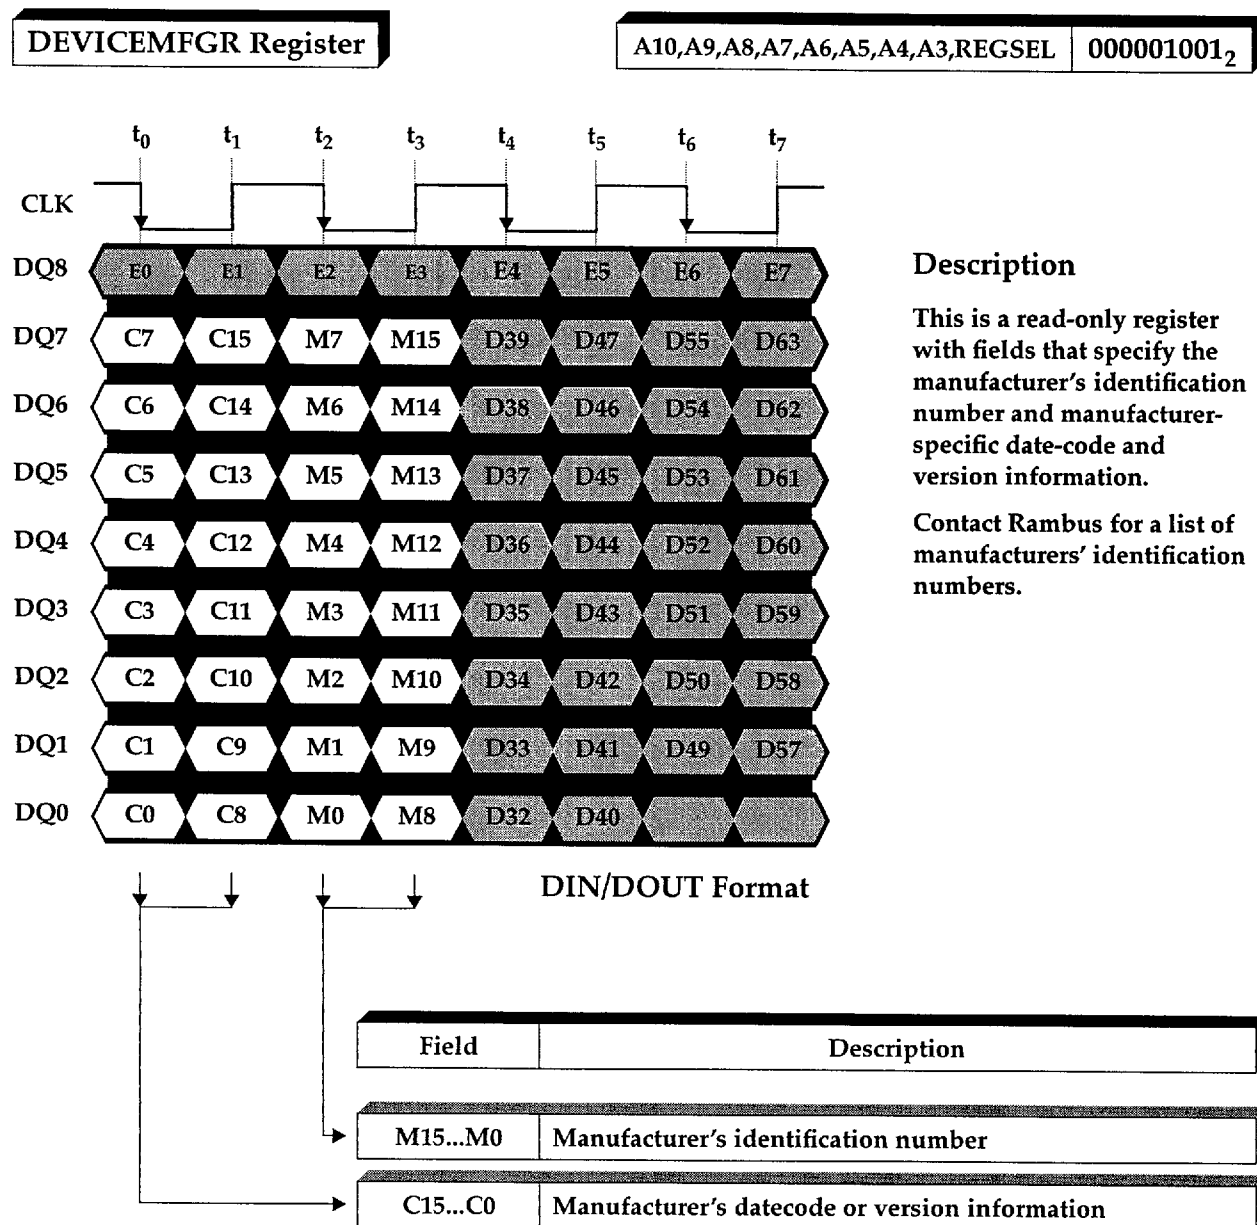 DEVICEMFGR Register
A10,A9,A8,A7,A6,A5,A4,A3,REGSEL 000001001₂
t₀ t₁ t₂ t₃ t₄ t₅ t₆ t₇
CLK
DQ8 E0 E1 E2 E3 E4 E5 E6 E7
DQ7 C7 C15 M7 M15 D39 D47 D55 D63
DQ6 C6 C14 M6 M14 D38 D46 D54 D62
DQ5 C5 C13 M5 M13 D37 D45 D53 D61
DQ4 C4 C12 M4 M12 D36 D44 D52 D60
DQ3 C3 C11 M3 M11 D35 D43 D51 D59
DQ2 C2 C10 M2 M10 D34 D42 D50 D58
DQ1 C1 C9 M1 M9 D33 D41 D49 D57
DQ0 C0 C8 M0 M8 D32 D40
DIN/DOUT Format
Description
This is a read-only register
with fields that specify the
manufacturer's identification
number and manufacturer-
specific date-code and
version information.
Contact Rambus for a list of
manufacturers' identification
numbers.
Field Description
M15...M0 Manufacturer's identification number
C15...C0 Manufacturer's datecode or version information